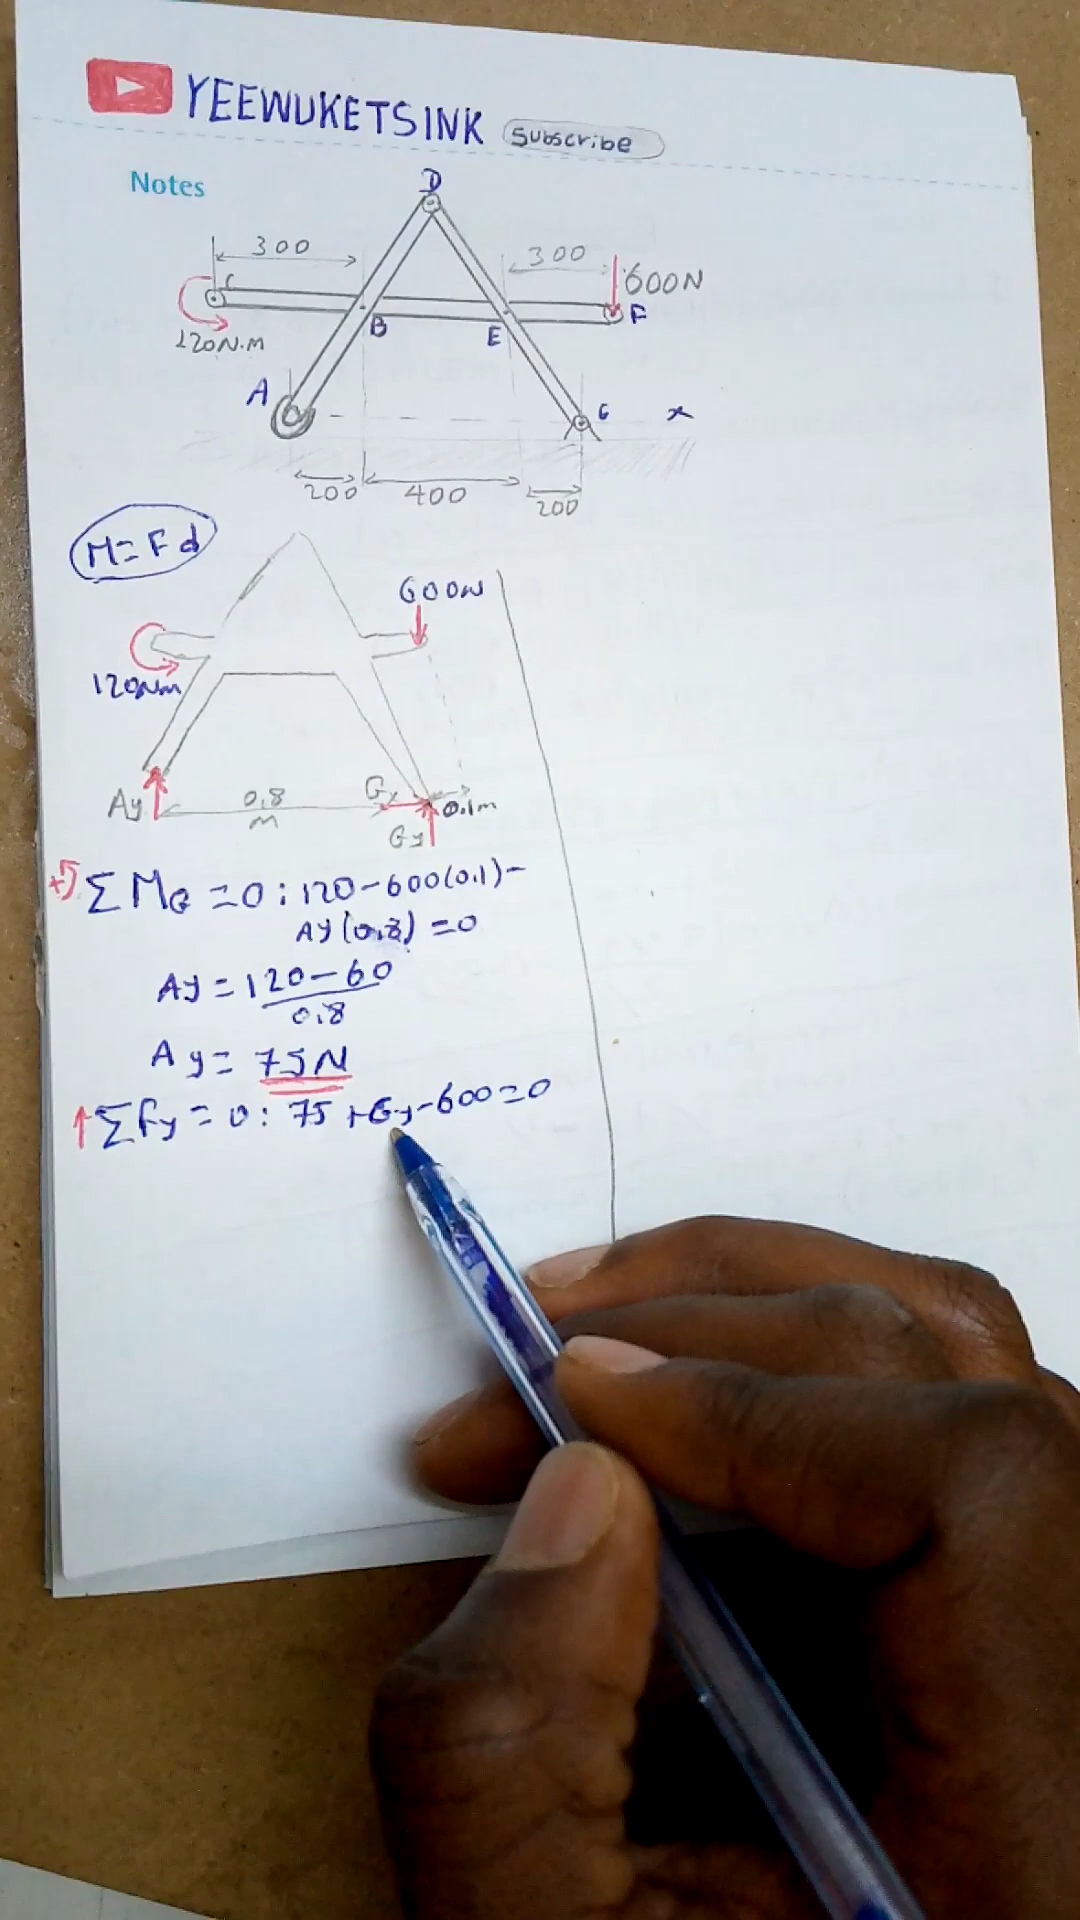 YEEWUKETSINK Subscribe
Notes
D
300
300
600N
C
F
B
E
120N.M
A
G
x
200
400
200
M=Fd
600N
120Nm
Ay
0.8
m
Gx
0.1m
Gy
+ ΣMG = 0 : 120 - 600(0.1) -
Ay(0.8) = 0
Ay = 120 - 60
0.8
Ay = 75N
↑ΣFy = 0 : 75 + Gy - 600 = 0